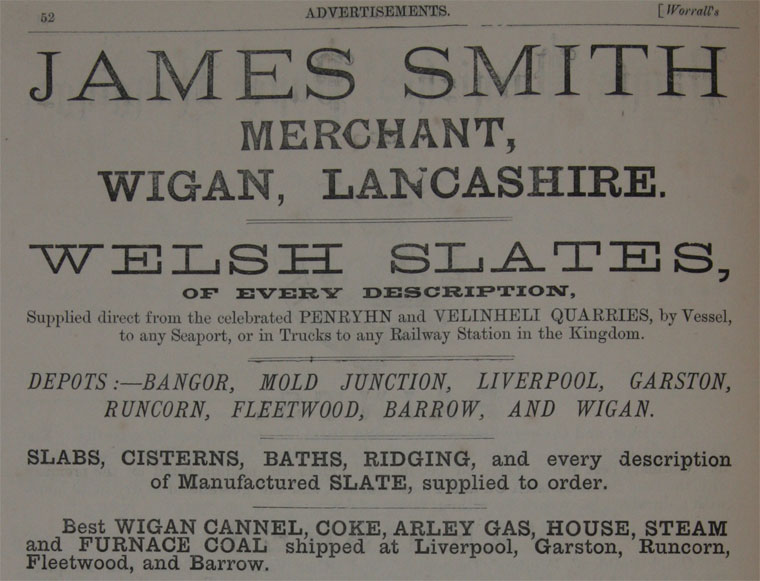 52 ADVERTISEMENTS. [Worrall's
JAMES SMITH
MERCHANT,
WIGAN, LANCASHIRE.
WELSH SLATES,
OF EVERY DESCRIPTION,
Supplied direct from the celebrated PENRYHN and VELINHELI QUARRIES, by Vessel,
to any Seaport, or in Trucks to any Railway Station in the Kingdom.
DEPOTS:—BANGOR, MOLD JUNCTION, LIVERPOOL, GARSTON,
RUNCORN, FLEETWOOD, BARROW, AND WIGAN.
SLABS, CISTERNS, BATHS, RIDGING, and every description
of Manufactured SLATE, supplied to order.
Best WIGAN CANNEL, COKE, ARLEY GAS, HOUSE, STEAM
and FURNACE COAL shipped at Liverpool, Garston, Runcorn,
Fleetwood, and Barrow.